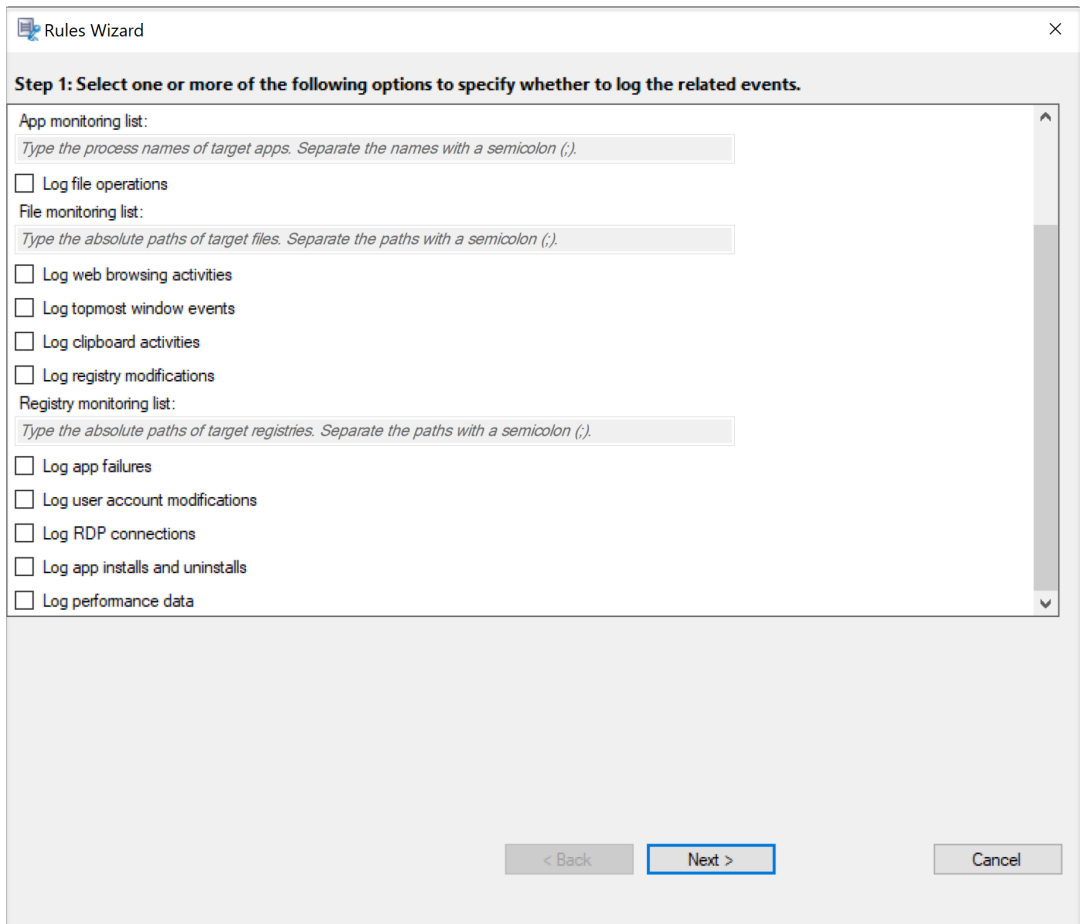 Rules Wizard
Step 1: Select one or more of the following options to specify whether to log the related events.
App monitoring list:
Type the process names of target apps. Separate the names with a semicolon (;).
Log file operations
File monitoring list:
Type the absolute paths of target files. Separate the paths with a semicolon (;).
Log web browsing activities
Log topmost window events
Log clipboard activities
Log registry modifications
Registry monitoring list:
Type the absolute paths of target registries. Separate the paths with a semicolon (;).
Log app failures
Log user account modifications
Log RDP connections
Log app installs and uninstalls
Log performance data
< Back
Next >
Cancel